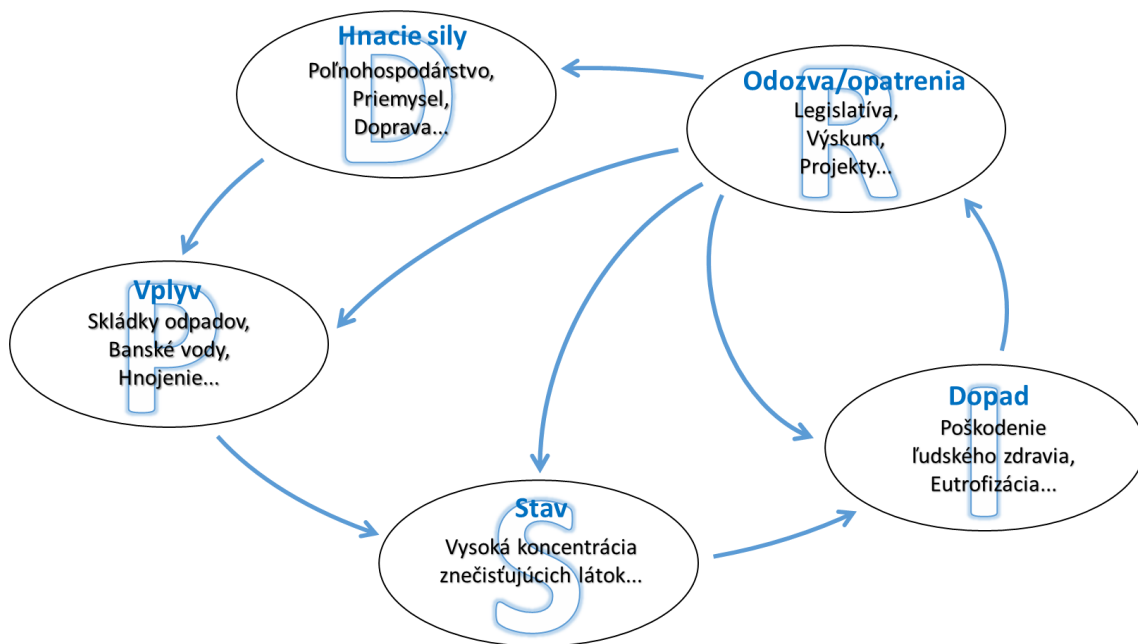 Hnacie sily
Poľnohospodárstvo,
Priemysel,
Doprava...
D
Odozva/opatrenia
Legislatíva,
Výskum,
Projekty...
R
Vplyv
Skládky odpadov,
Banské vody,
Hnojenie...
P
Dopad
Poškodenie
ľudského zdravia,
Eutrofizácia...
I
Stav
Vysoká koncentrácia
znečisťujúcich látok...
S